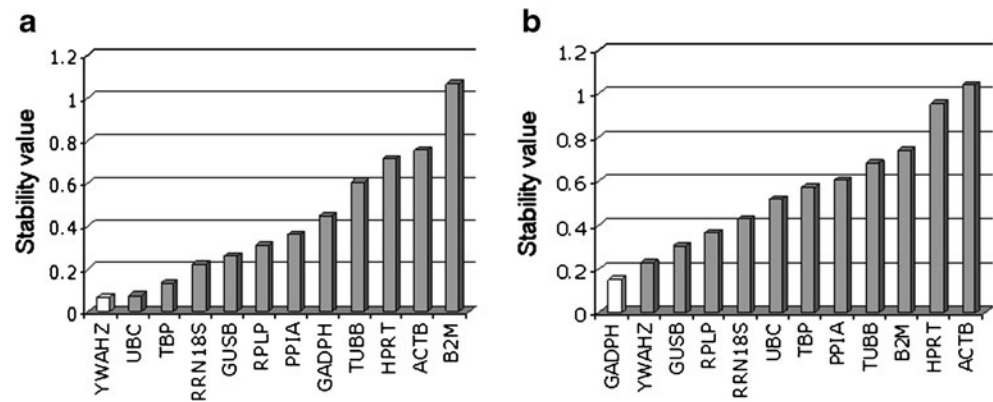 a
Stability value
1.2
1
0.8
0.6
0.4
0.2
0
YWAHZ
UBC
TBP
RRN18S
GUSB
RPLP
PPIA
GADPH
TUBB
HPRT
ACTB
B2M
b
Stability value
1.2
1
0.8
0.6
0.4
0.2
0
GADPH
YWAHZ
GUSB
RPLP
RRN18S
UBC
TBP
PPIA
TUBB
B2M
HPRT
ACTB